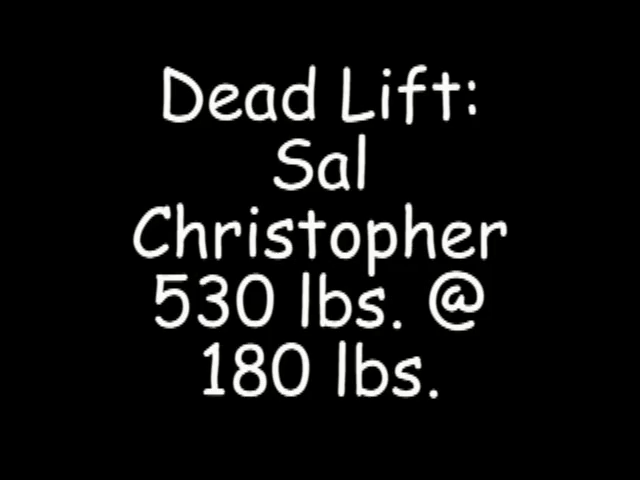 Dead Lift:
Sal
Christopher
530 lbs. @
180 lbs.